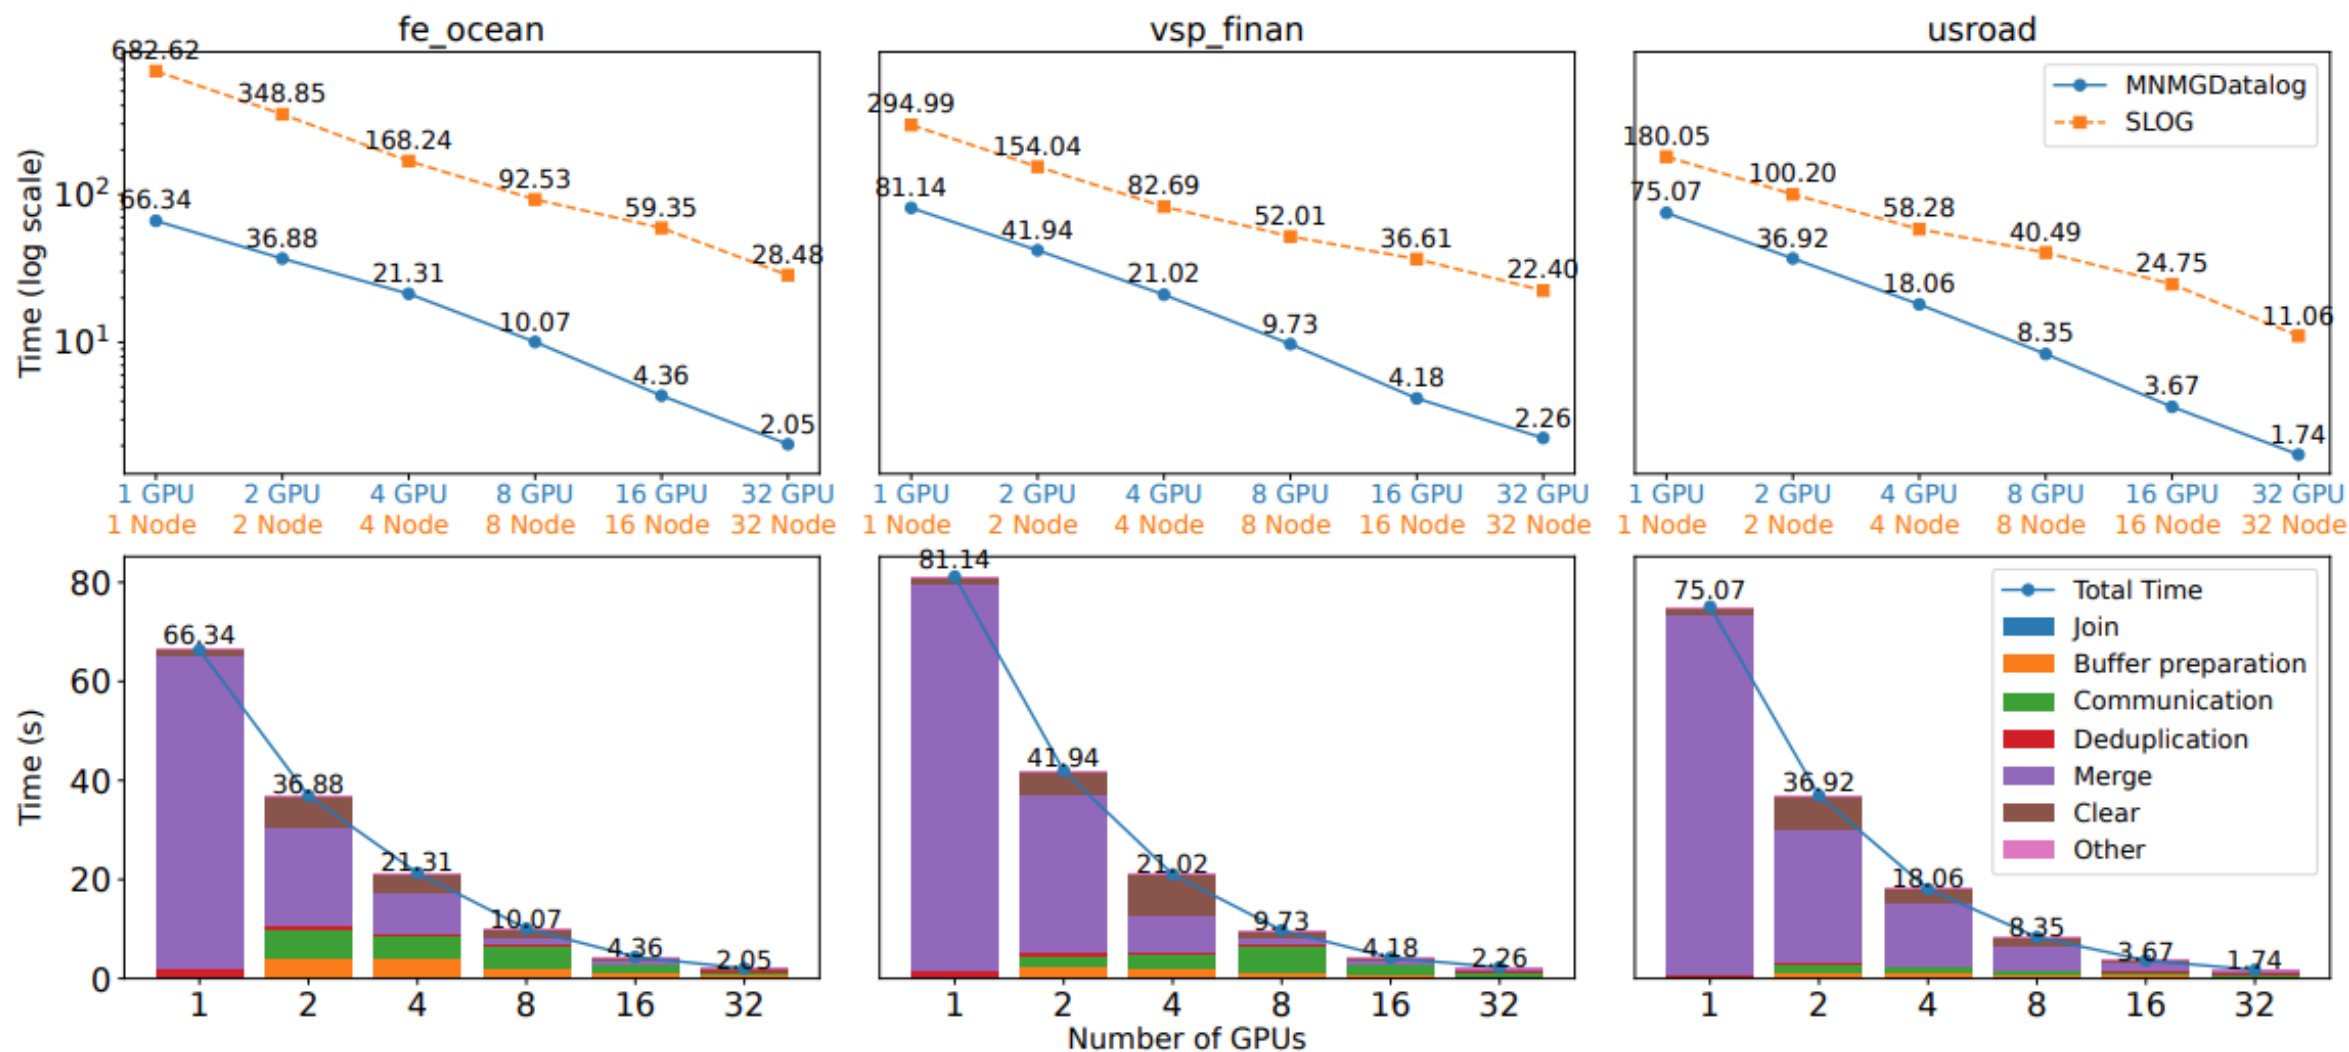 fe_ocean
vsp_finan
usroad
Time (log scale)
10²
10¹
682.62
348.85
168.24
92.53
59.35
28.48
66.34
36.88
21.31
10.07
4.36
2.05
1 GPU 2 GPU 4 GPU 8 GPU 16 GPU 32 GPU
1 Node 2 Node 4 Node 8 Node 16 Node 32 Node
294.99
154.04
82.69
52.01
36.61
22.40
81.14
41.94
21.02
9.73
4.18
2.26
1 GPU 2 GPU 4 GPU 8 GPU 16 GPU 32 GPU
1 Node 2 Node 4 Node 8 Node 16 Node 32 Node
MNMGDatalog
SLOG
180.05
100.20
58.28
40.49
24.75
11.06
75.07
36.92
18.06
8.35
3.67
1.74
1 GPU 2 GPU 4 GPU 8 GPU 16 GPU 32 GPU
1 Node 2 Node 4 Node 8 Node 16 Node 32 Node
Time (s)
80
60
40
20
0
66.34
36.88
21.31
10.07
4.36
2.05
1 2 4 8 16 32
81.14
41.94
21.02
9.73
4.18
2.26
1 2 4 8 16 32
75.07
36.92
18.06
8.35
3.67
1.74
1 2 4 8 16 32
Total Time
Join
Buffer preparation
Communication
Deduplication
Merge
Clear
Other
Number of GPUs